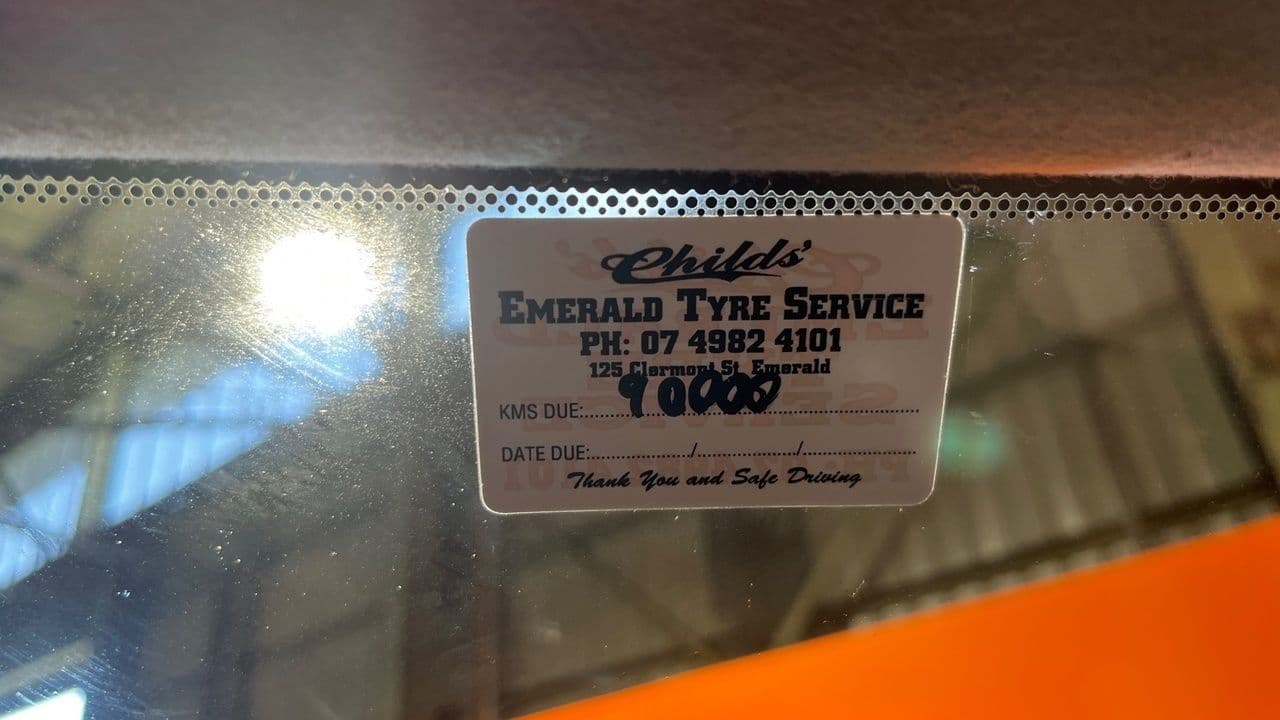 Childs'
EMERALD TYRE SERVICE
PH: 07 4982 4101
125 Clermont St, Emerald
KMS DUE:....90000....
DATE DUE:..................../..................../....................
Thank You and Safe Driving